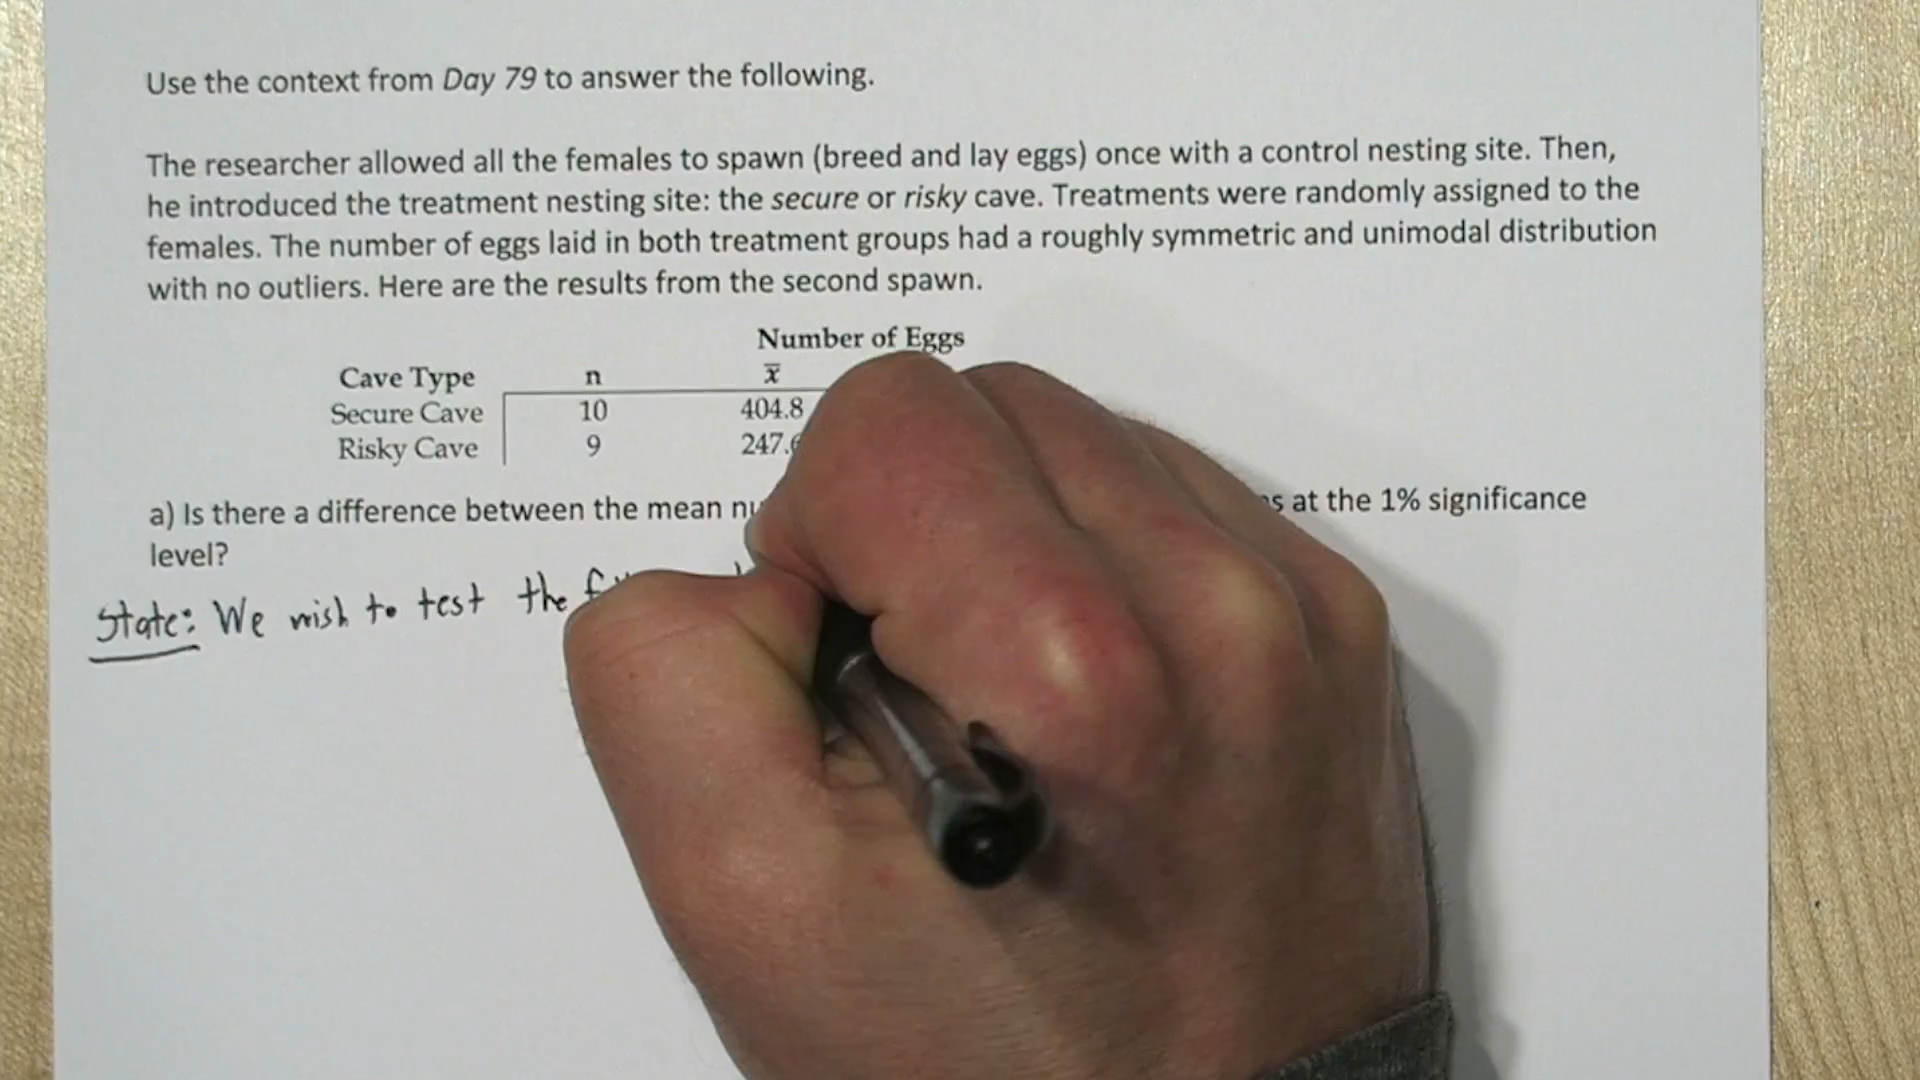 Use the context from Day 79 to answer the following.
The researcher allowed all the females to spawn (breed and lay eggs) once with a control nesting site. Then,
he introduced the treatment nesting site: the secure or risky cave. Treatments were randomly assigned to the
females. The number of eggs laid in both treatment groups had a roughly symmetric and unimodal distribution
with no outliers. Here are the results from the second spawn.
Number of Eggs
Cave Type n x̅
Secure Cave 10 404.8
Risky Cave 9 247.
a) Is there a difference between the mean at the 1% significance
level?
State: We wish to test the